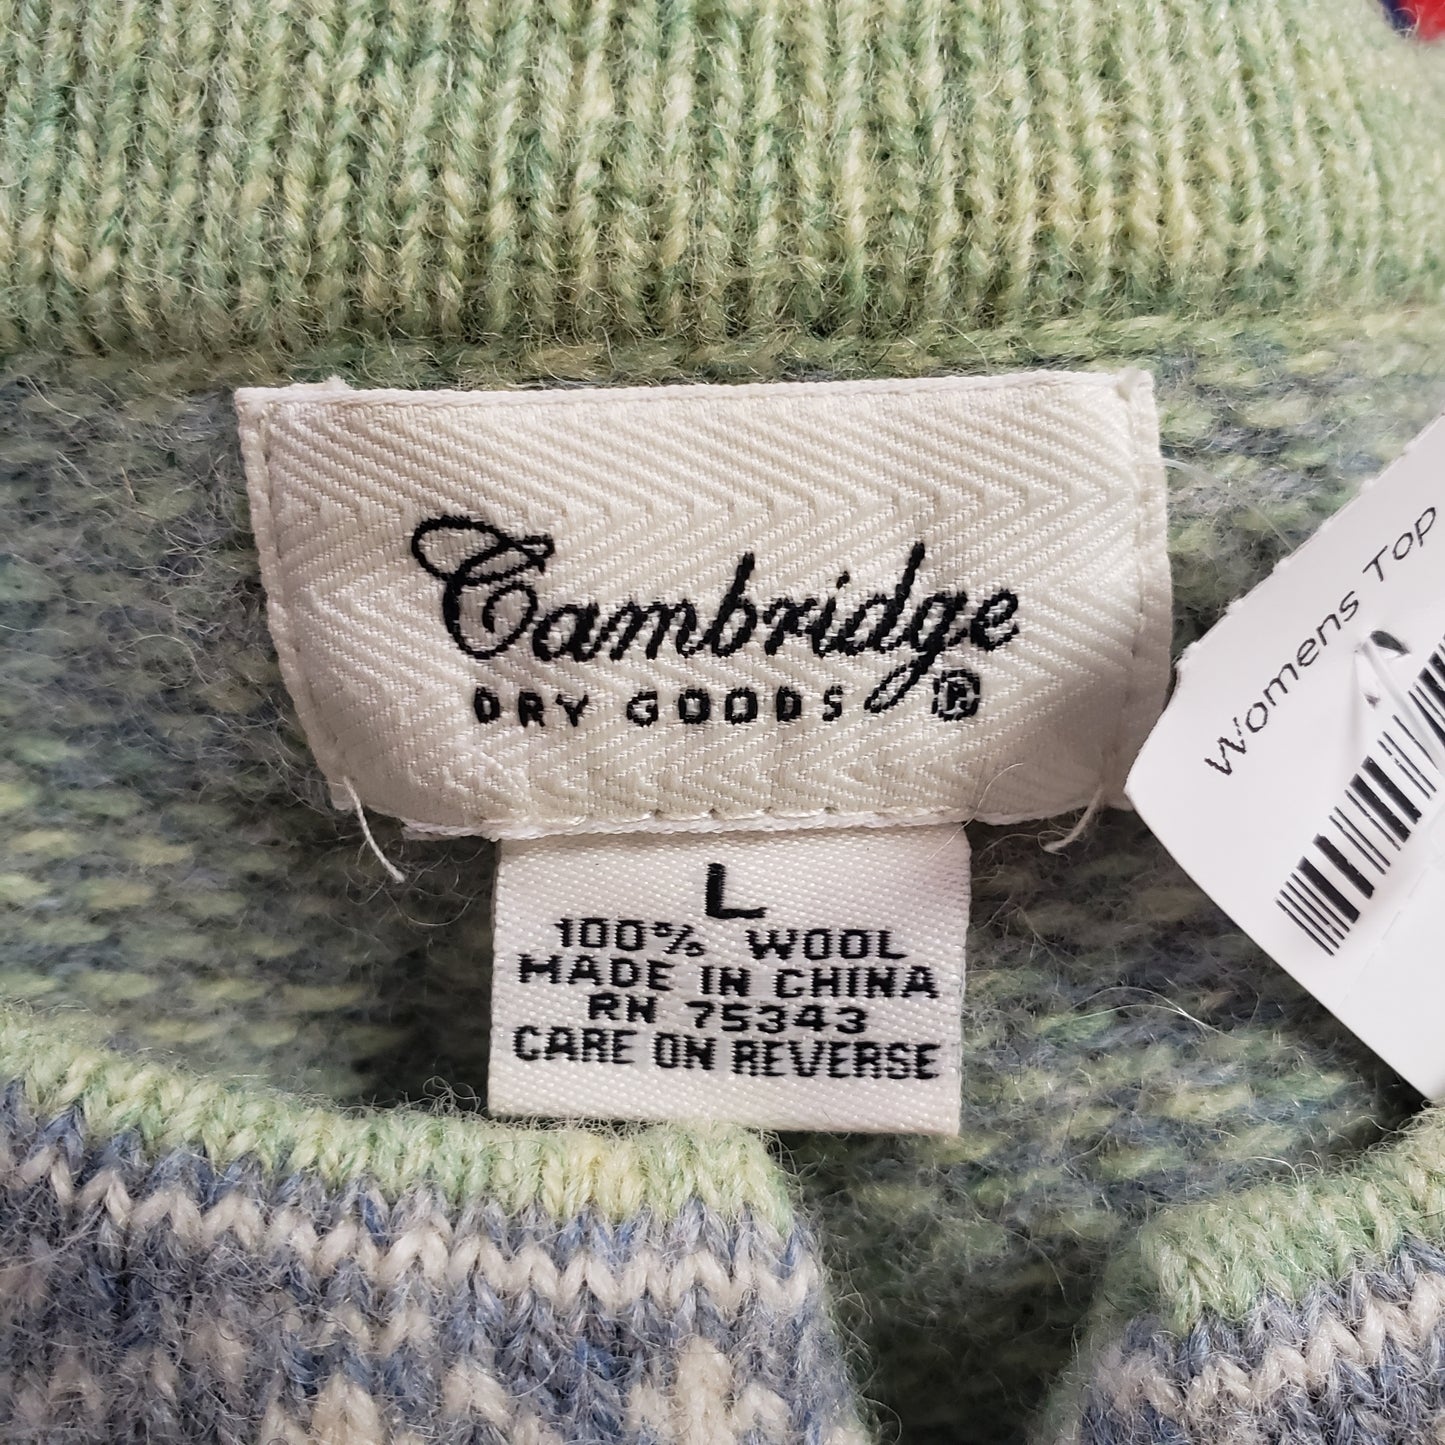 Cambridge
DRY GOODS ®
L
100% WOOL
MADE IN CHINA
RN 75343
CARE ON REVERSE
Womens Top